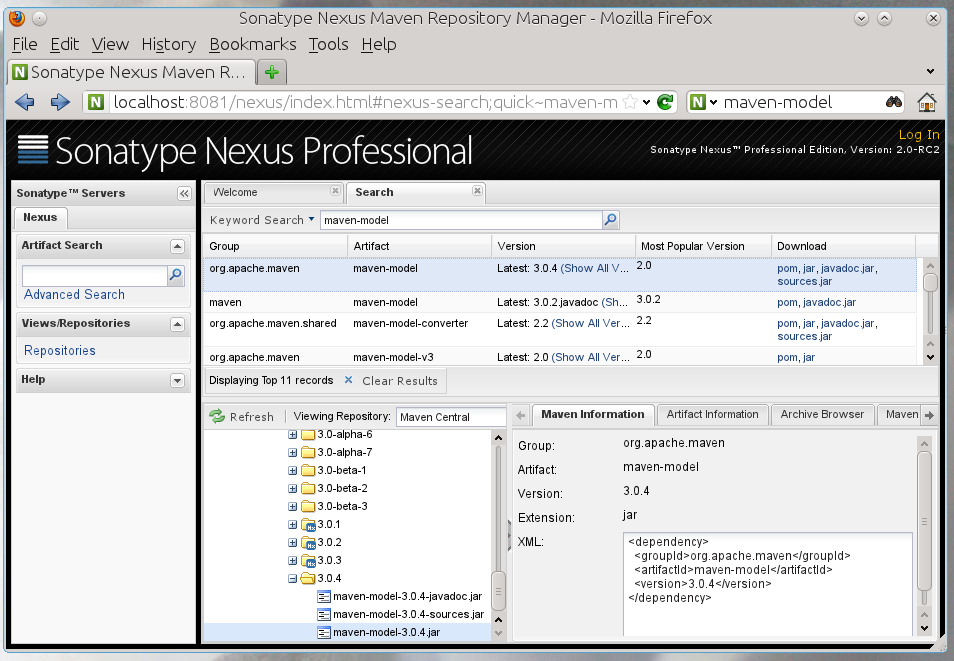 Sonatype Nexus Maven Repository Manager - Mozilla Firefox
File Edit View History Bookmarks Tools Help
N Sonatype Nexus Maven R...
N localhost:8081/nexus/index.html#nexus-search;quick~maven-m N maven-model
Log In
Sonatype Nexus Professional
Sonatype Nexus™ Professional Edition, Version: 2.0-RC2
Sonatype™ Servers
Nexus
Artifact Search
Advanced Search
Views/Repositories
Repositories
Help
Welcome Search
Keyword Search maven-model
Group Artifact Version Most Popular Version Download
org.apache.maven maven-model Latest: 3.0.4 (Show All V... 2.0 pom, jar, javadoc.jar,
sources.jar
maven maven-model Latest: 3.0.2.javadoc (Sh... 3.0.2 pom, javadoc.jar
org.apache.maven.shared maven-model-converter Latest: 2.2 (Show All Ver... 2.2 pom, jar, javadoc.jar,
sources.jar
org.apache.maven maven-model-v3 Latest: 2.0 (Show All Ver... 2.0 pom, jar
Displaying Top 11 records Clear Results
Refresh Viewing Repository: Maven Central
3.0-alpha-6
3.0-alpha-7
3.0-beta-1
3.0-beta-2
3.0-beta-3
3.0.1
3.0.2
3.0.3
3.0.4
maven-model-3.0.4-javadoc.jar
maven-model-3.0.4-sources.jar
maven-model-3.0.4.jar
Maven Information Artifact Information Archive Browser Maven
Group: org.apache.maven
Artifact: maven-model
Version: 3.0.4
Extension: jar
XML: <dependency>
<groupId>org.apache.maven</groupId>
<artifactId>maven-model</artifactId>
<version>3.0.4</version>
</dependency>